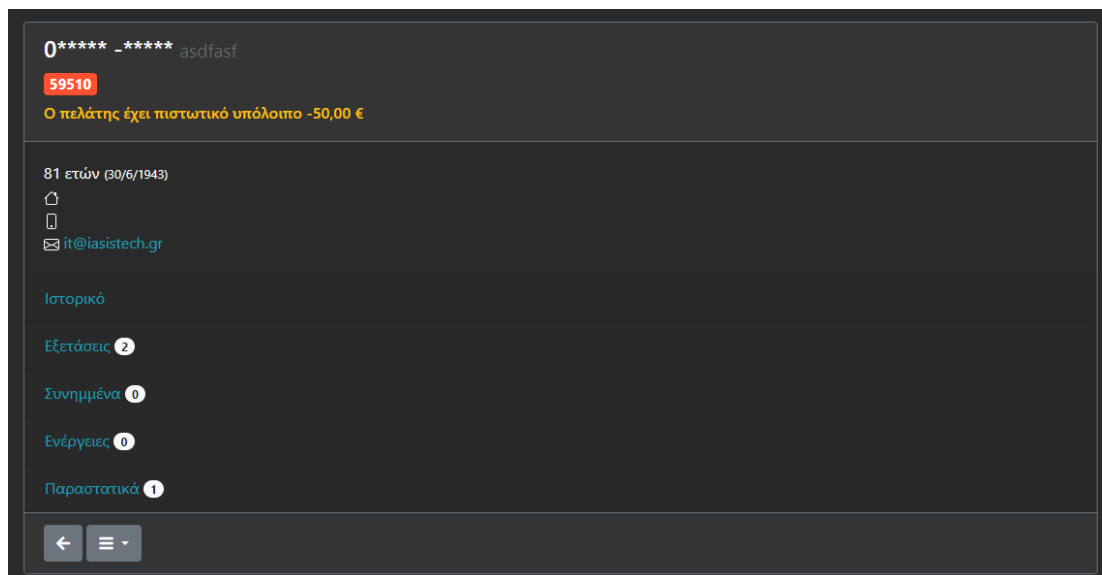 0***** -***** asdfasf
59510
Ο πελάτης έχει πιστωτικό υπόλοιπο -50,00 €
81 ετών (30/6/1943)
it@iasistech.gr
Ιστορικό
Εξετάσεις 2
Συνημμένα 0
Ενέργειες 0
Παραστατικά 1